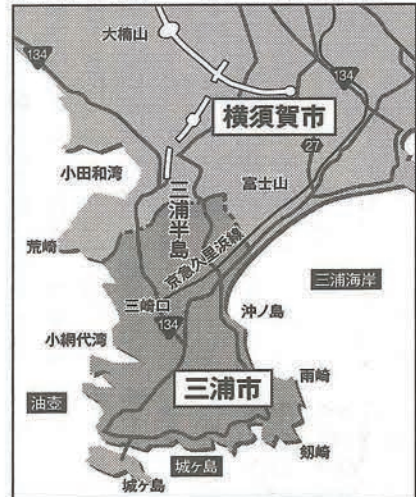 大楠山
134
134
横須賀市
27
小田和湾
三浦半島
富士山
荒崎
京急久里浜線
三浦海岸
三崎口
沖ノ島
134
小網代湾
三浦市
雨崎
油壺
剱崎
城ヶ島
城ヶ島